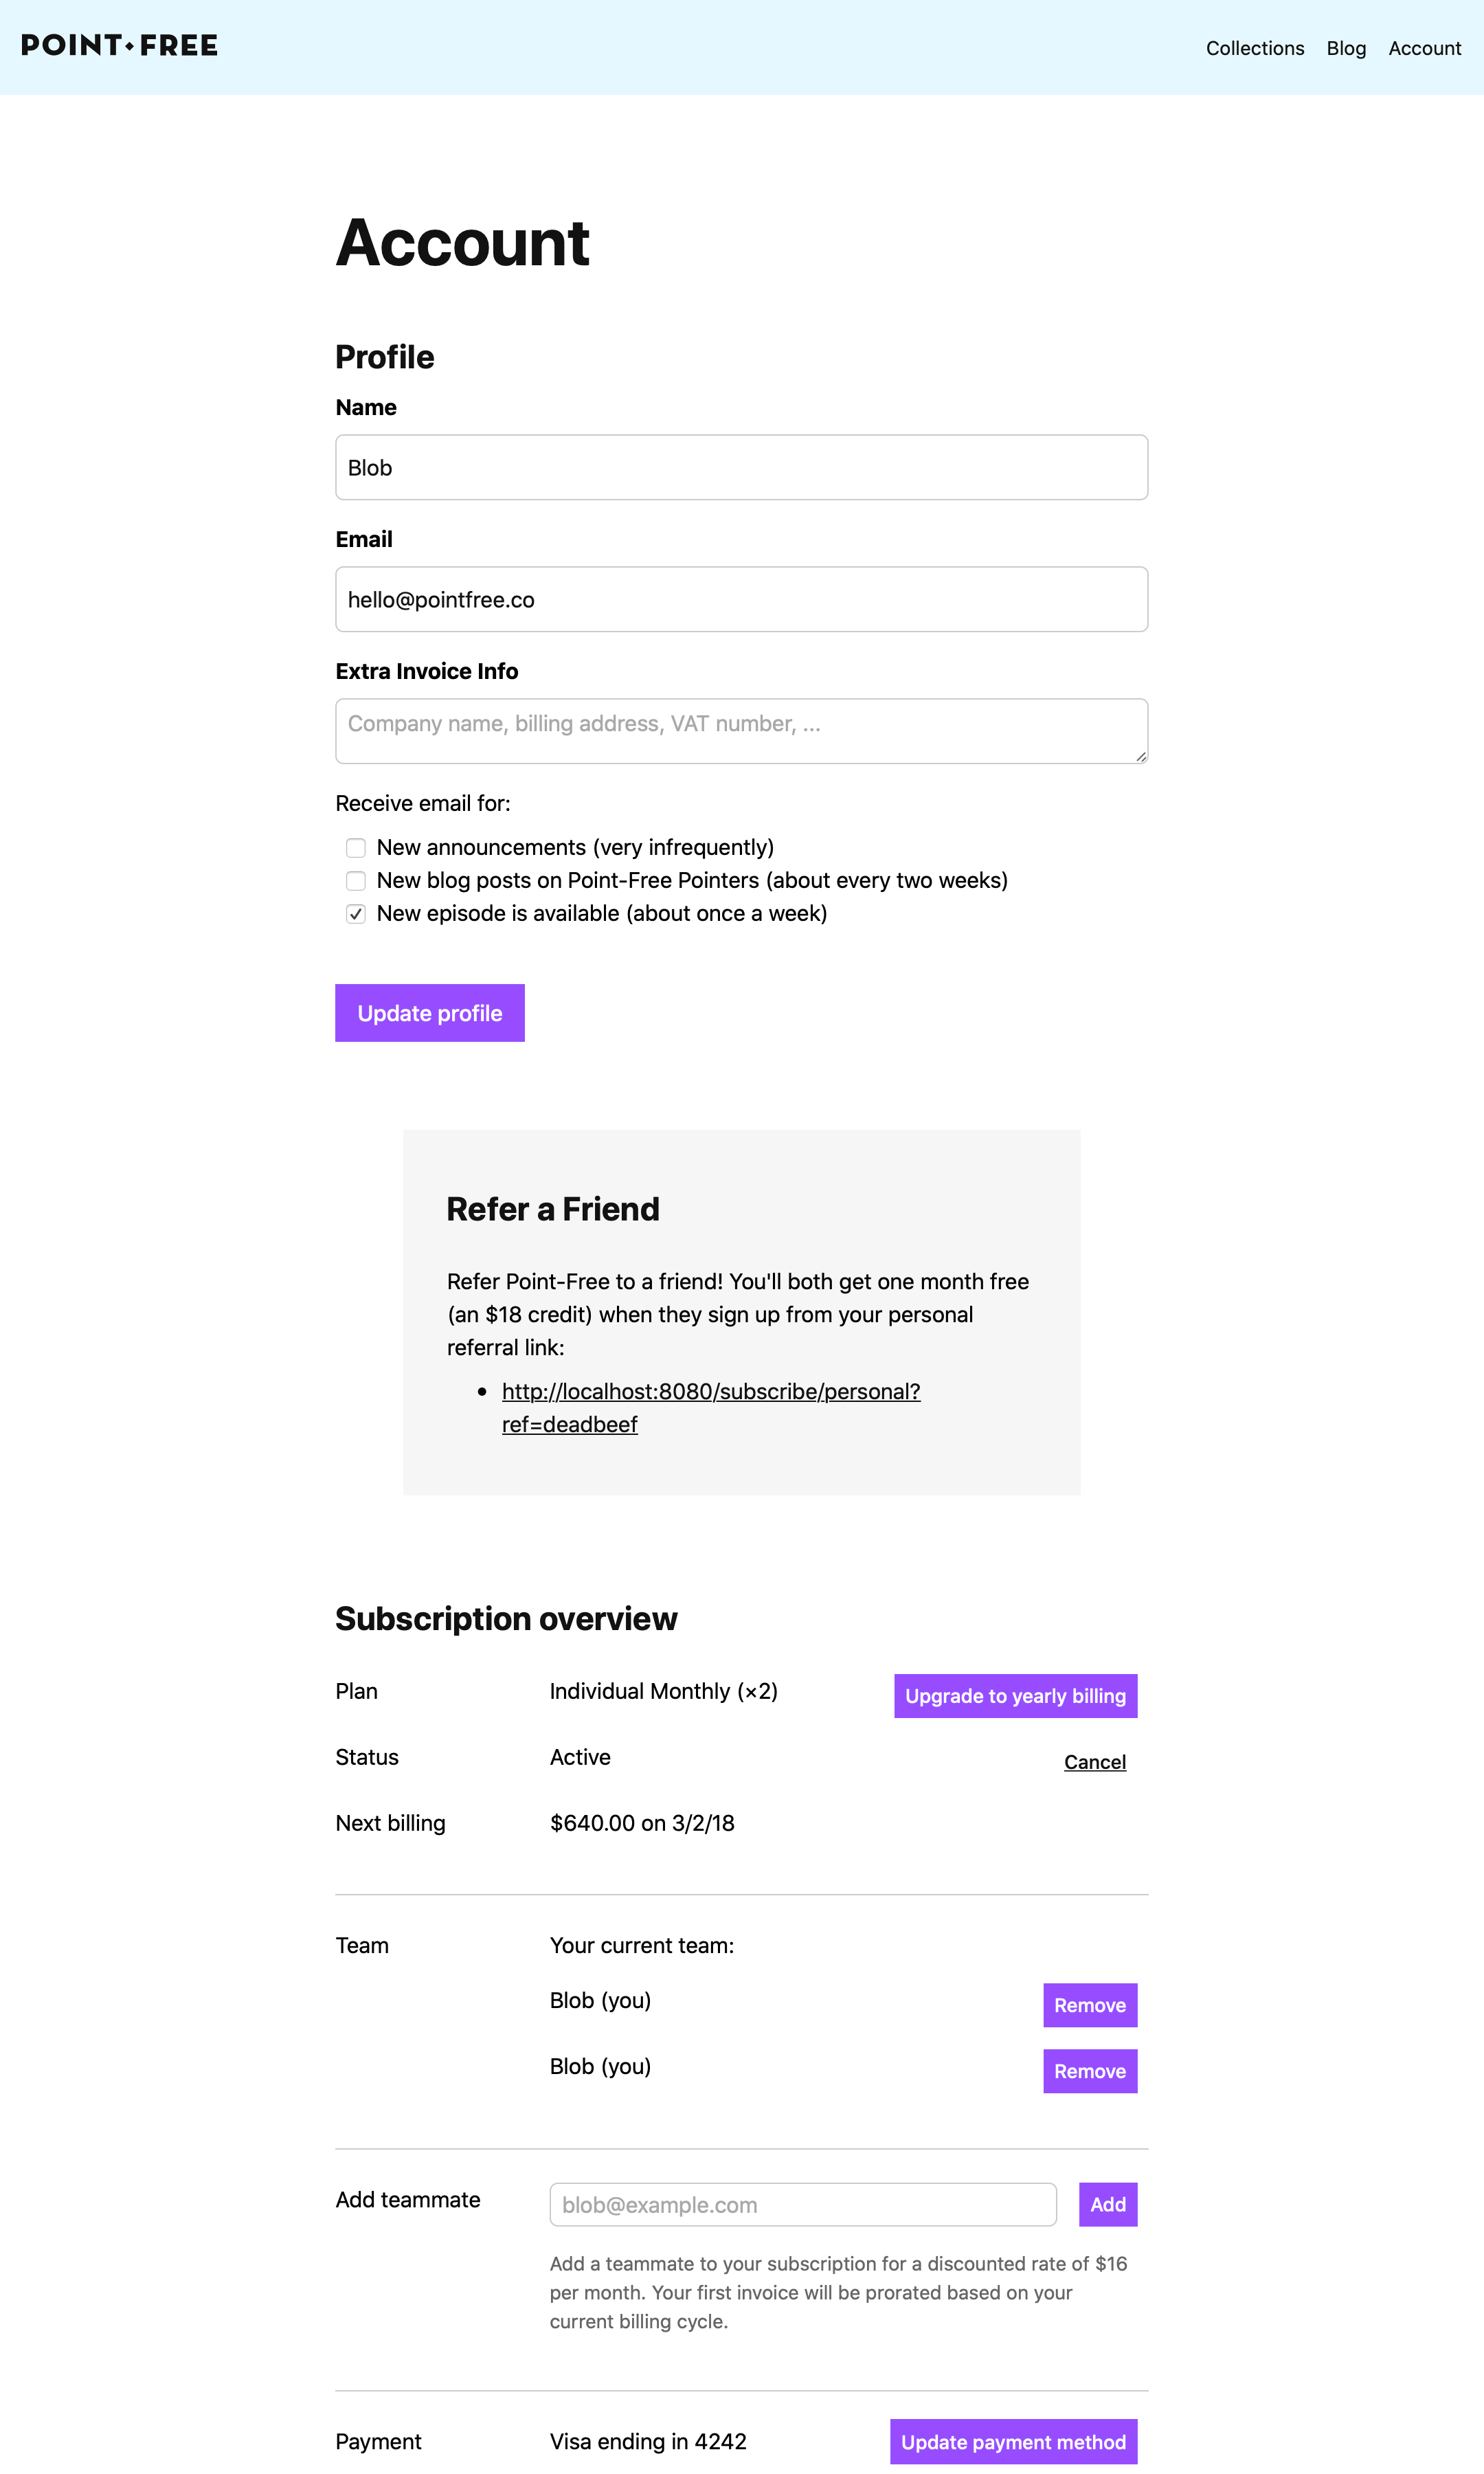 POINT•FREE
Collections Blog Account
Account
Profile
Name
Blob
Email
hello@pointfree.co
Extra Invoice Info
Company name, billing address, VAT number, ...
Receive email for:
New announcements (very infrequently)
New blog posts on Point-Free Pointers (about every two weeks)
New episode is available (about once a week)
Update profile
Refer a Friend
Refer Point-Free to a friend! You'll both get one month free
(an $18 credit) when they sign up from your personal
referral link:
• http://localhost:8080/subscribe/personal?
ref=deadbeef
Subscription overview
Plan Individual Monthly (×2) Upgrade to yearly billing
Status Active Cancel
Next billing $640.00 on 3/2/18
Team Your current team:
Blob (you) Remove
Blob (you) Remove
Add teammate blob@example.com Add
Add a teammate to your subscription for a discounted rate of $16
per month. Your first invoice will be prorated based on your
current billing cycle.
Payment Visa ending in 4242 Update payment method